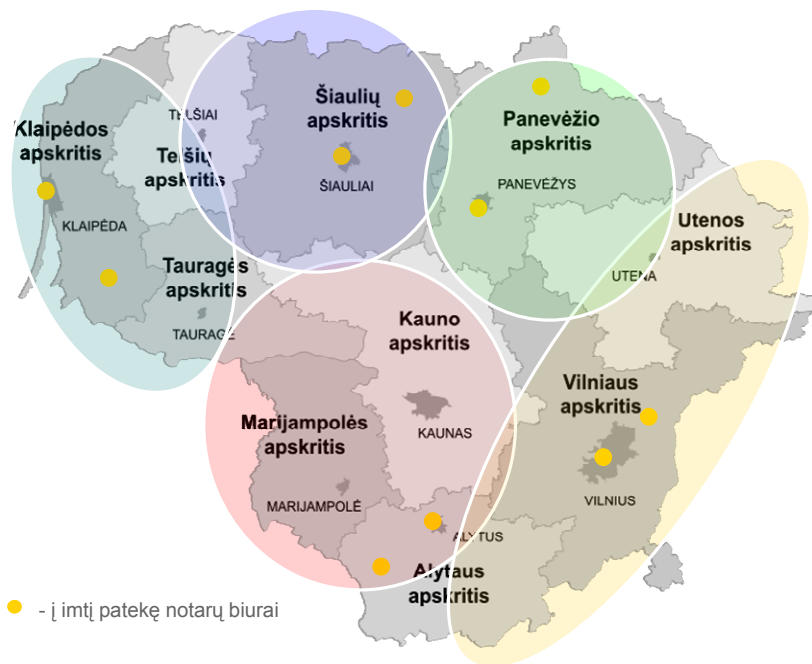 Šiaulių
apskritis
ŠIAULIAI
TELŠIAI
Telšių
apskritis
Klaipėdos
apskritis
KLAIPĖDA
Panevėžio
apskritis
PANEVĖŽYS
Utenos
apskritis
UTENA
Tauragės
apskritis
TAURAGĖ
Kauno
apskritis
KAUNAS
Vilniaus
apskritis
VILNIUS
Marijampolės
apskritis
MARIJAMPOLĖ
ALYTUS
Alytaus
apskritis
- į imtį patekę notarų biurai